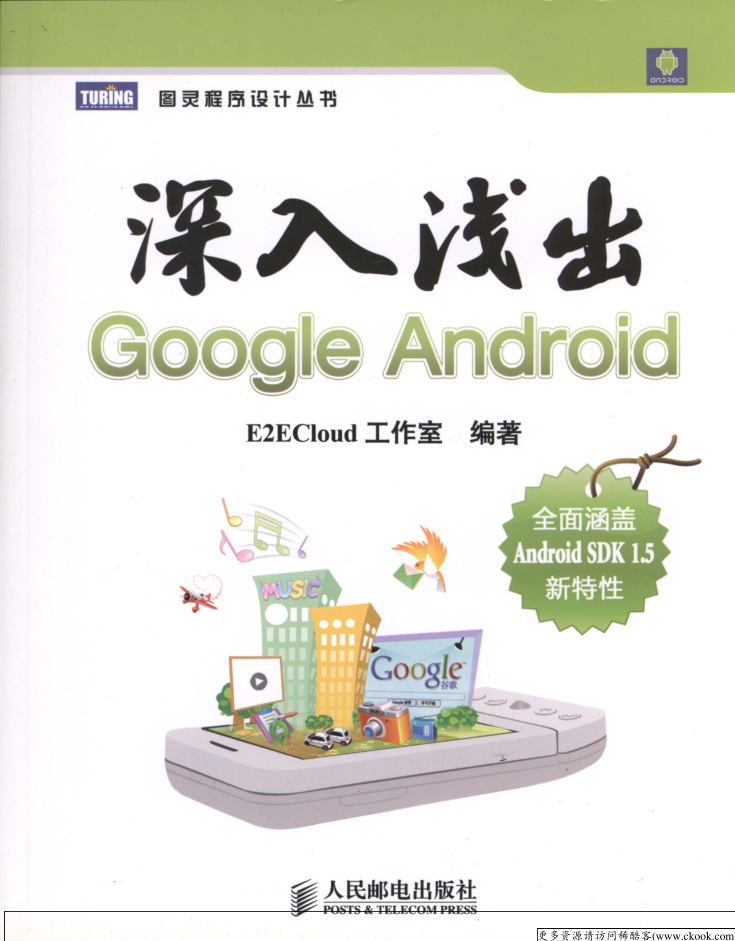 ANDROID
TURING 图灵程序设计丛书
深入浅出
Google Android
E2ECloud 工作室 编著
全面涵盖
Android SDK 1.5
新特性
MUSIC
Google
谷歌
人民邮电出版社
POSTS & TELECOM PRESS
更多资源请访问稀酷客(www.ckook.com